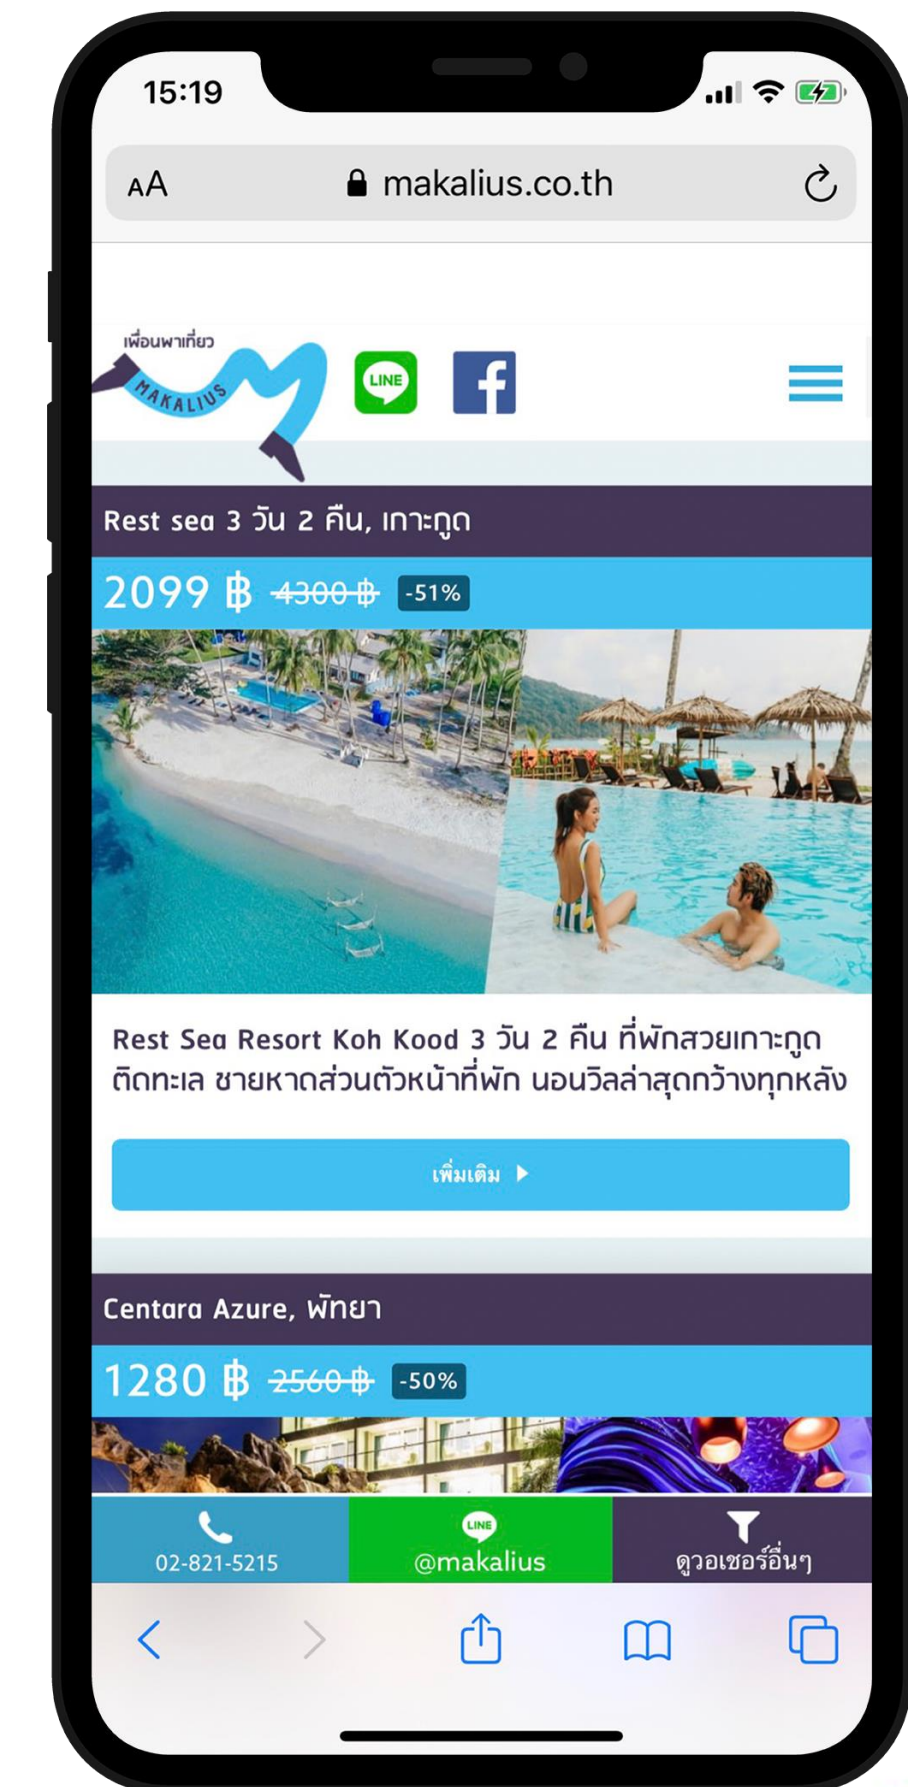 15:19
AA makalius.co.th
เพื่อนพาเที่ยว
MAKALIUS
LINE f
Rest sea 3 วัน 2 คืน, เกาะกูด
2099 ฿ 4300 ฿ -51%
Rest Sea Resort Koh Kood 3 วัน 2 คืน ที่พักสวยเกาะกูด
ติดทะเล ชายหาดส่วนตัวหน้าที่พัก นอนวิลล่าสุดกว้างทุกหลัง
เพิ่มเติม
Centara Azure, พัทยา
1280 ฿ 2560 ฿ -50%
LINE
02-821-5215 @makalius ดูวอเชอร์อื่นๆ